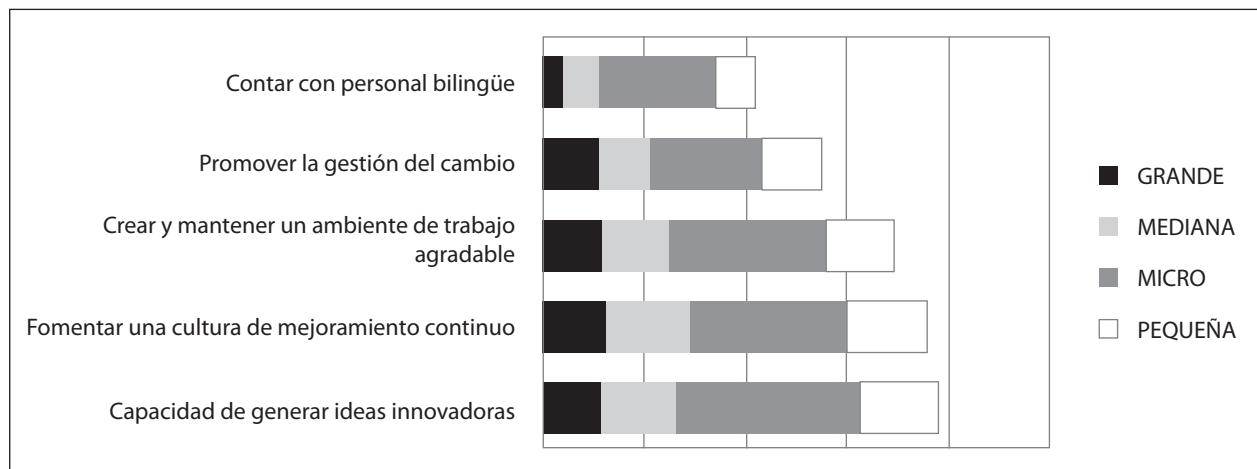 Contar con personal bilingüe
Promover la gestión del cambio
Crear y mantener un ambiente de trabajo
agradable
Fomentar una cultura de mejoramiento continuo
Capacidad de generar ideas innovadoras
GRANDE
MEDIANA
MICRO
PEQUEÑA